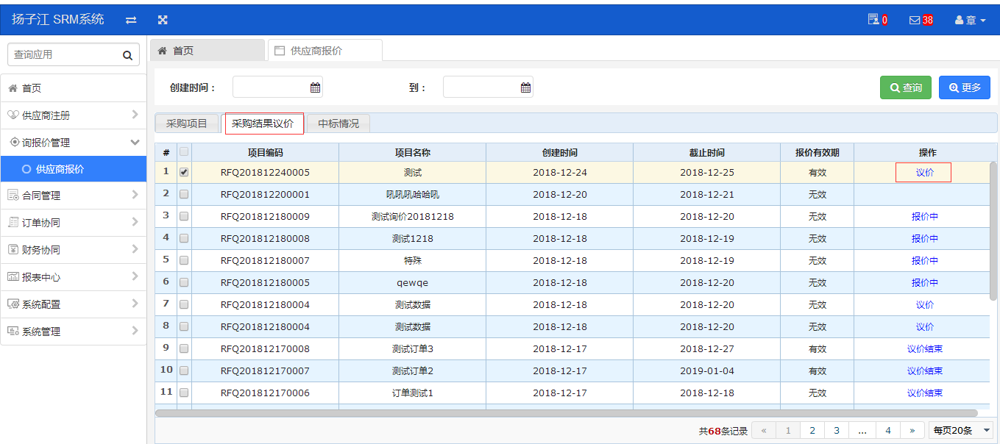 扬子江 SRM系统 0 38 章
查询应用
首页
供应商注册
询报价管理
供应商报价
合同管理
订单协同
财务协同
报表中心
系统配置
系统管理
首页 供应商报价
创建时间： 到： 查询 更多
采购项目 采购结果议价 中标情况
# 项目编码 项目名称 创建时间 截止时间 报价有效期 操作
1 RFQ201812240005 测试 2018-12-24 2018-12-25 有效 议价
2 RFQ201812200001 吼吼吼哈哈吼 2018-12-20 2018-12-21 无效
3 RFQ201812180009 测试询价20181218 2018-12-18 2018-12-20 无效 报价中
4 RFQ201812180008 测试1218 2018-12-18 2018-12-19 无效 报价中
5 RFQ201812180007 特殊 2018-12-18 2018-12-19 无效 报价中
6 RFQ201812180005 qewqe 2018-12-18 2018-12-20 无效 报价中
7 RFQ201812180004 测试数据 2018-12-18 2018-12-20 无效 议价
8 RFQ201812180004 测试数据 2018-12-18 2018-12-20 无效 议价
9 RFQ201812170008 测试订单3 2018-12-17 2018-12-27 有效 议价结束
10 RFQ201812170007 测试订单2 2018-12-17 2019-01-04 有效 议价结束
11 RFQ201812170006 订单测试1 2018-12-17 2018-12-18 无效 议价结束
共68条记录 « 1 2 3 ... 4 » 每页20条